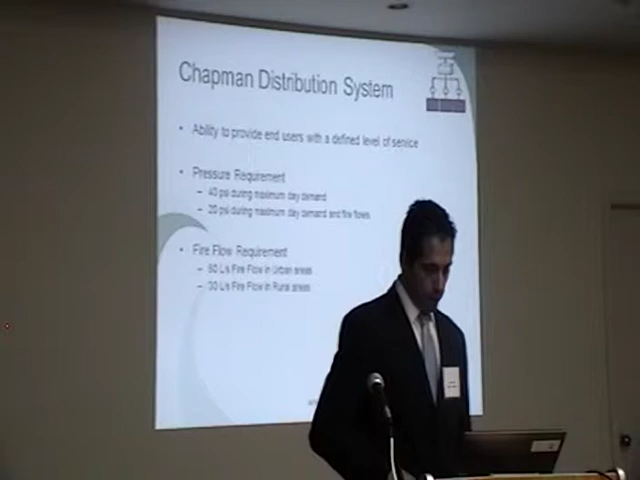 Chapman Distribution System
• Ability to provide end users with a defined level of service
• Pressure Requirement
– 40 psi during maximum day demand
– 20 psi during maximum day demand and fire flows
• Fire Flow Requirement
– 60 L/s Fire Flow in Urban areas
– 30 L/s Fire Flow in Rural areas